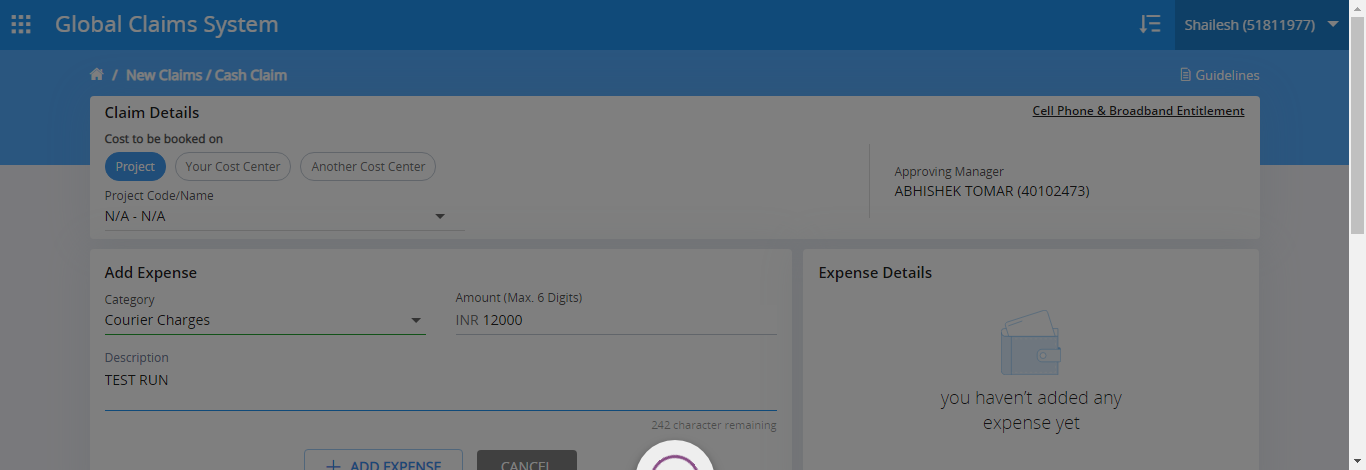 Global Claims System
Shailesh (51811977)
/ New Claims / Cash Claim
Guidelines
Claim Details
Cell Phone & Broadband Entitlement
Cost to be booked on
Project
Your Cost Center
Another Cost Center
Project Code/Name
N/A - N/A
Approving Manager
ABHISHEK TOMAR (40102473)
Add Expense
Category
Courier Charges
Amount (Max. 6 Digits)
INR 12000
Description
TEST RUN
242 character remaining
+ ADD EXPENSE
CANCEL
Expense Details
you haven't added any
expense yet